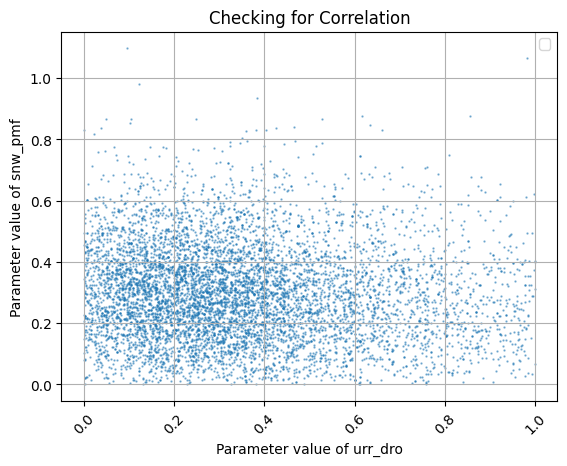 Checking for Correlation
Parameter value of snw_pmf
1.0
0.8
0.6
0.4
0.2
0.0
0.0 0.2 0.4 0.6 0.8 1.0
Parameter value of urr_dro